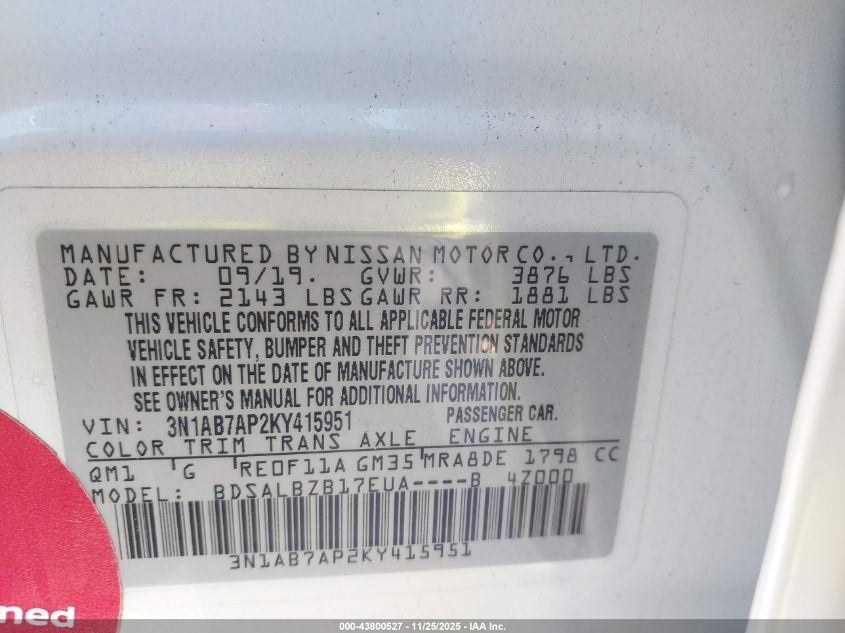 MANUFACTURED BY NISSAN MOTOR CO., LTD.
DATE: 09/19. GVWR: 3876 LBS
GAWR FR: 2143 LBS GAWR RR: 1881 LBS
THIS VEHICLE CONFORMS TO ALL APPLICABLE FEDERAL MOTOR
VEHICLE SAFETY, BUMPER AND THEFT PREVENTION STANDARDS
IN EFFECT ON THE DATE OF MANUFACTURE SHOWN ABOVE.
SEE OWNER'S MANUAL FOR ADDITIONAL INFORMATION.
VIN: 3N1AB7AP2KY415951 PASSENGER CAR.
COLOR TRIM TRANS AXLE ENGINE
QM1 G RE0F11A GM35 MRA8DE 1798 CC
MODEL: BDSALBZB17EUA----B 4Z000
3N1AB7AP2KY415951
ned
000-43800527 - 11/25/2025 - IAA Inc.